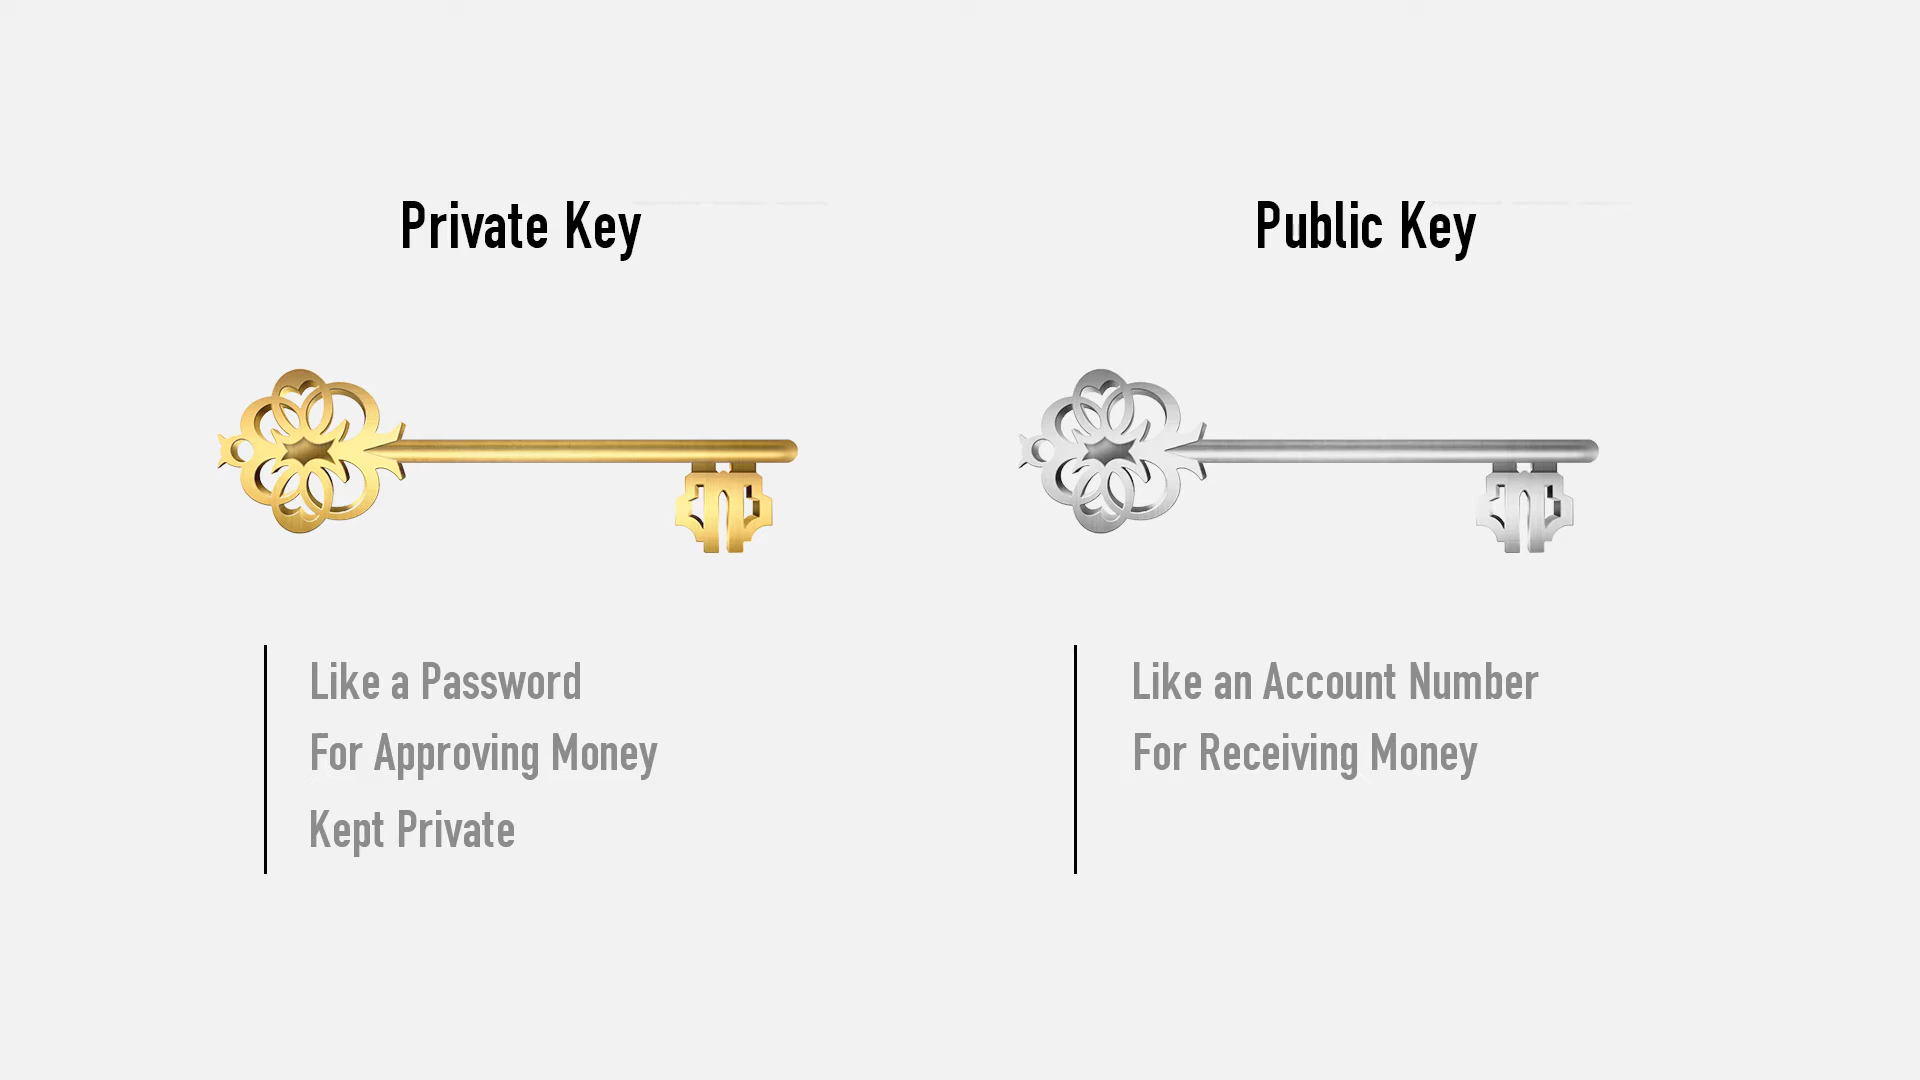 Private Key
Like a Password
For Approving Money
Kept Private
Public Key
Like an Account Number
For Receiving Money